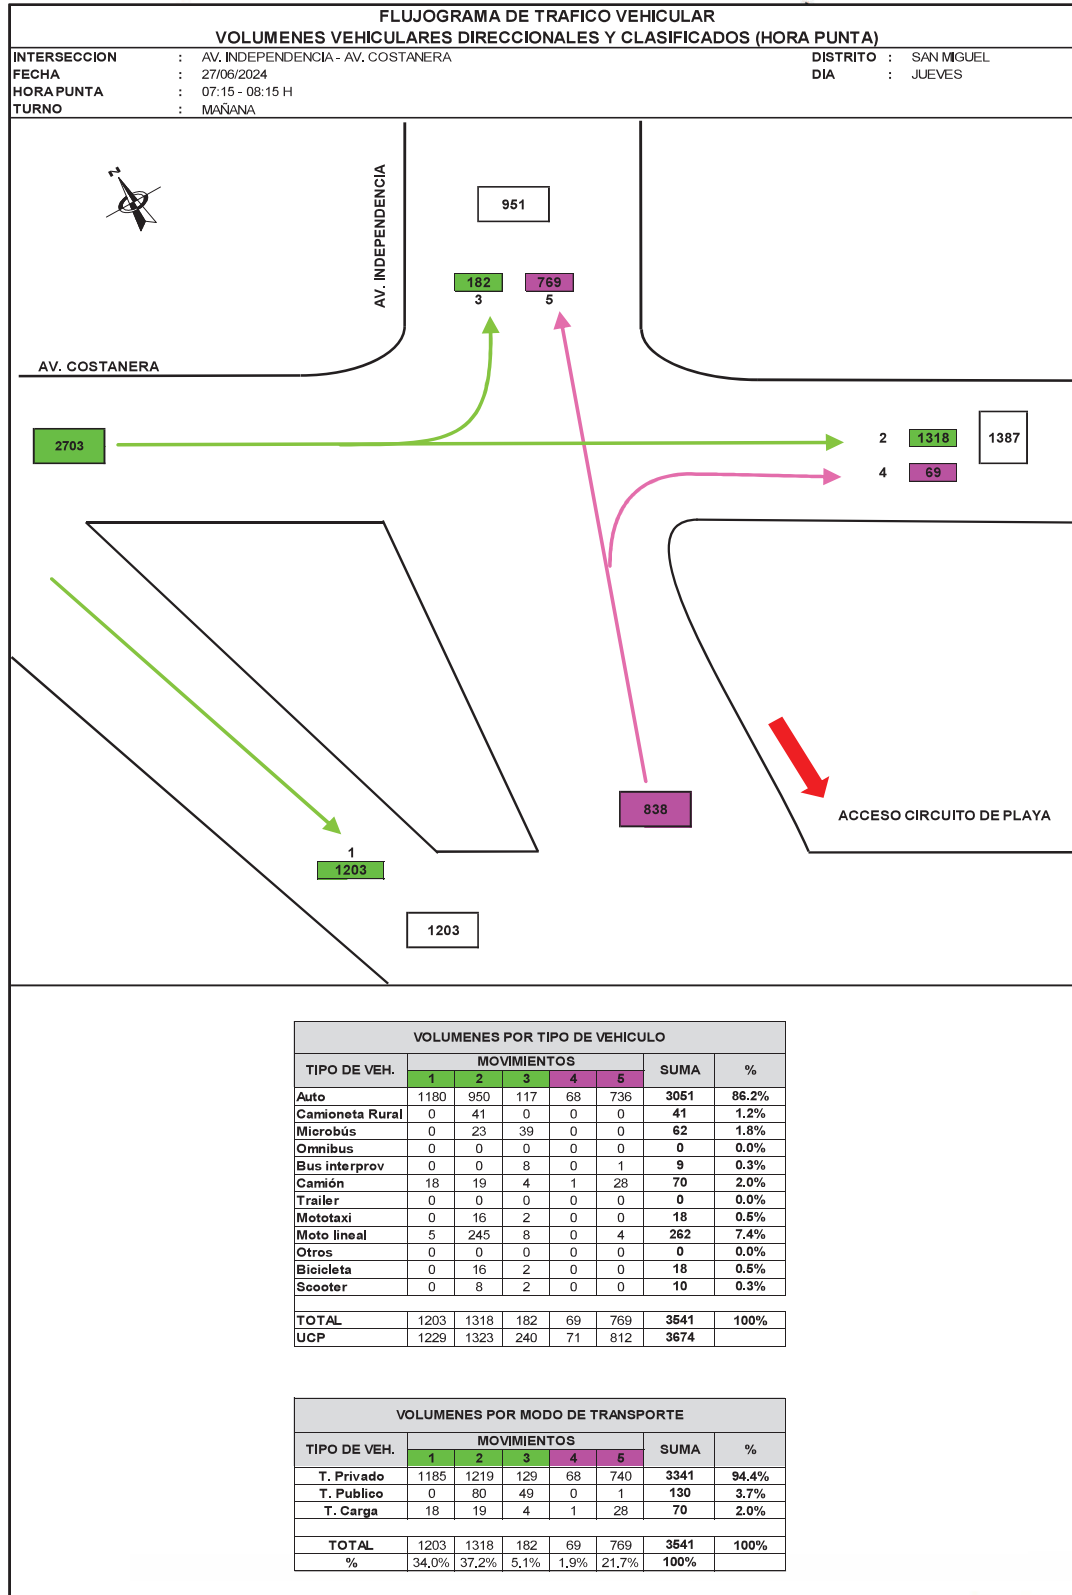 FLUJOGRAMA DE TRAFICO VEHICULAR
VOLUMENES VEHICULARES DIRECCIONALES Y CLASIFICADOS (HORA PUNTA)
INTERSECCION : AV. INDEPENDENCIA - AV. COSTANERA DISTRITO : SAN MIGUEL
FECHA : 27/06/2024 DIA : JUEVES
HORA PUNTA : 07:15 - 08:15 H
TURNO : MAÑANA
N
AV. INDEPENDENCIA
951
182 769
3 5
AV. COSTANERA
2703
2 1318 1387
4 69
838
ACCESO CIRCUITO DE PLAYA
1
1203
1203
VOLUMENES POR TIPO DE VEHICULO
TIPO DE VEH. MOVIMIENTOS SUMA %
1 2 3 4 5
Auto 1180 950 117 68 736 3051 86.2%
Camioneta Rural 0 41 0 0 0 41 1.2%
Microbús 0 23 39 0 0 62 1.8%
Omnibus 0 0 0 0 0 0 0.0%
Bus interprov 0 0 8 0 1 9 0.3%
Camión 18 19 4 1 28 70 2.0%
Trailer 0 0 0 0 0 0 0.0%
Mototaxi 0 16 2 0 0 18 0.5%
Moto lineal 5 245 8 0 4 262 7.4%
Otros 0 0 0 0 0 0 0.0%
Bicicleta 0 16 2 0 0 18 0.5%
Scooter 0 8 2 0 0 10 0.3%
TOTAL 1203 1318 182 69 769 3541 100%
UCP 1229 1323 240 71 812 3674
VOLUMENES POR MODO DE TRANSPORTE
TIPO DE VEH. MOVIMIENTOS SUMA %
1 2 3 4 5
T. Privado 1185 1219 129 68 740 3341 94.4%
T. Publico 0 80 49 0 1 130 3.7%
T. Carga 18 19 4 1 28 70 2.0%
TOTAL 1203 1318 182 69 769 3541 100%
% 34.0% 37.2% 5.1% 1.9% 21.7% 100%